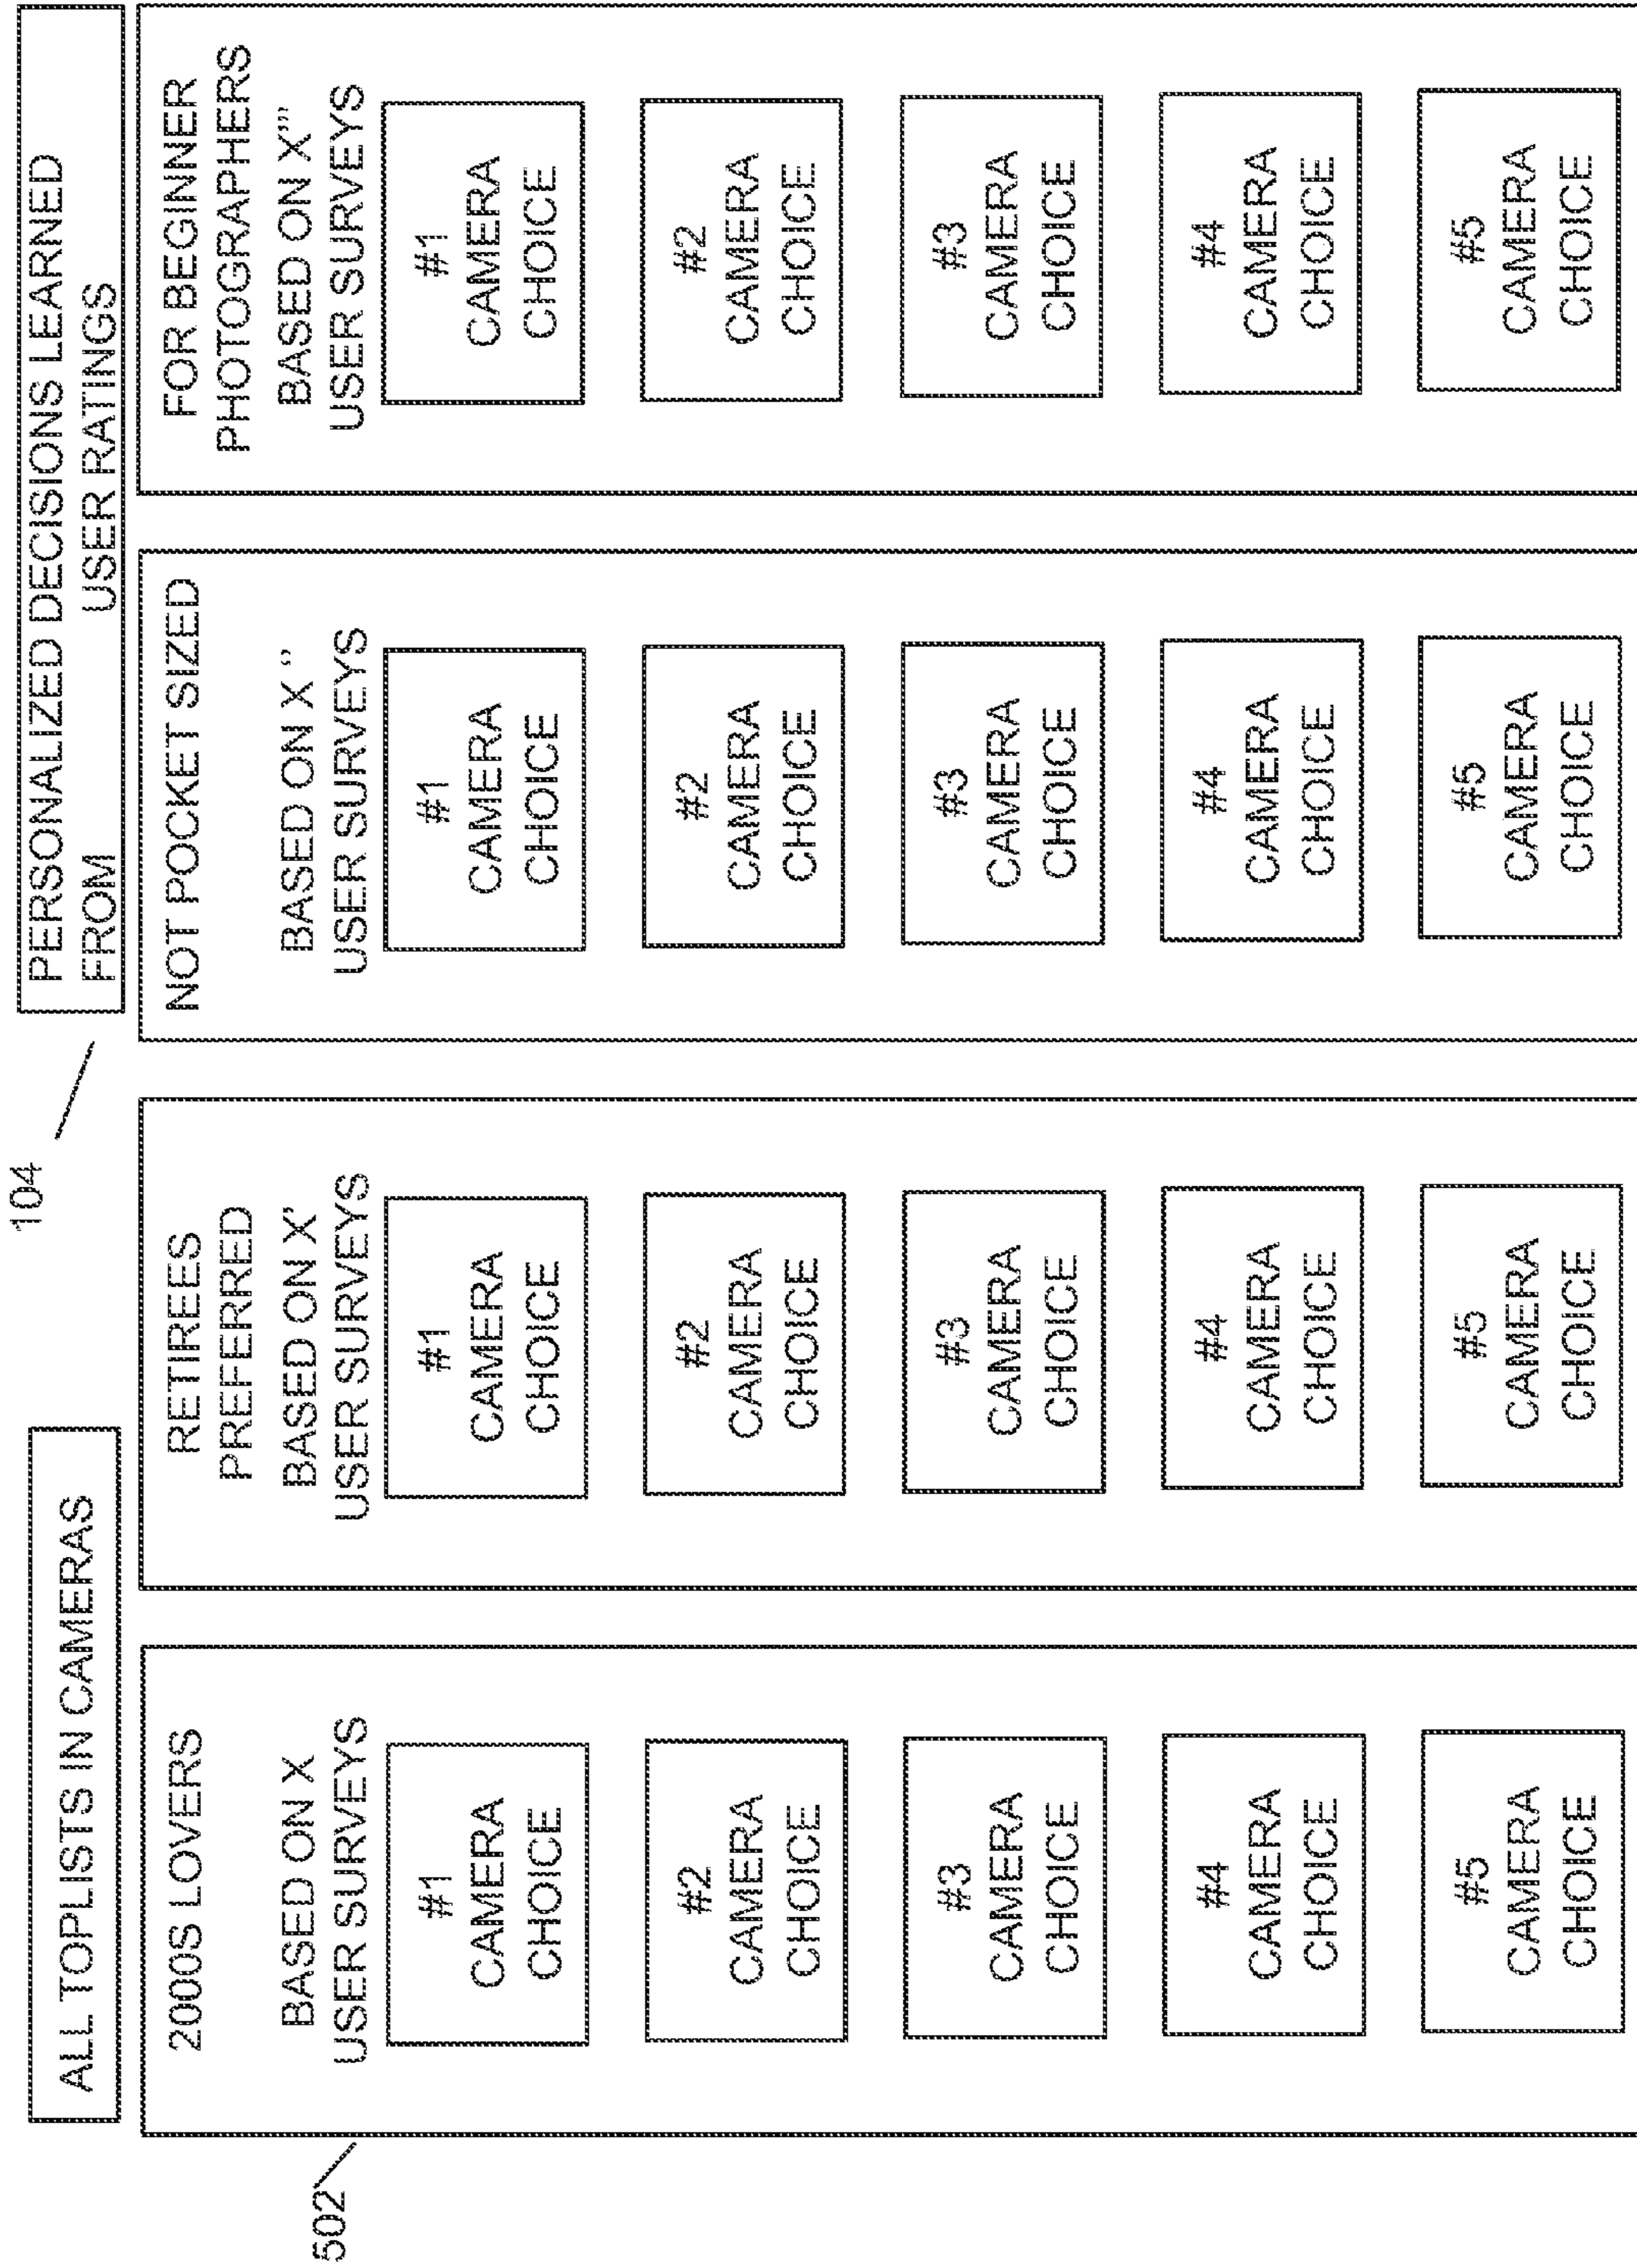 104
ALL TOPLISTS IN CAMERAS
PERSONALIZED DECISIONS LEARNED
FROM USER RATINGS
502
2000S LOVERS
BASED ON X
USER SURVEYS
#1
CAMERA
CHOICE
#2
CAMERA
CHOICE
#3
CAMERA
CHOICE
#4
CAMERA
CHOICE
#5
CAMERA
CHOICE
RETIREES
PREFERRED
BASED ON X'
USER SURVEYS
#1
CAMERA
CHOICE
#2
CAMERA
CHOICE
#3
CAMERA
CHOICE
#4
CAMERA
CHOICE
#5
CAMERA
CHOICE
NOT POCKET SIZED
BASED ON X ''
USER SURVEYS
#1
CAMERA
CHOICE
#2
CAMERA
CHOICE
#3
CAMERA
CHOICE
#4
CAMERA
CHOICE
#5
CAMERA
CHOICE
FOR BEGINNER
PHOTOGRAPHERS
BASED ON X'''
USER SURVEYS
#1
CAMERA
CHOICE
#2
CAMERA
CHOICE
#3
CAMERA
CHOICE
#4
CAMERA
CHOICE
#5
CAMERA
CHOICE